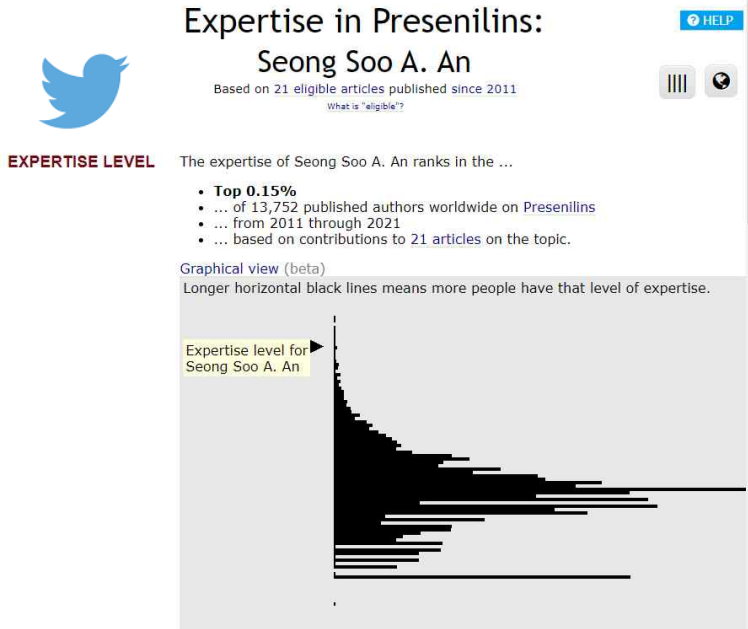 Expertise in Presenilins:
Seong Soo A. An
? HELP
Based on 21 eligible articles published since 2011
What is "eligible"?
EXPERTISE LEVEL
The expertise of Seong Soo A. An ranks in the ...
• Top 0.15%
• ... of 13,752 published authors worldwide on Presenilins
• ... from 2011 through 2021
• ... based on contributions to 21 articles on the topic.
Graphical view (beta)
Longer horizontal black lines means more people have that level of expertise.
Expertise level for
Seong Soo A. An